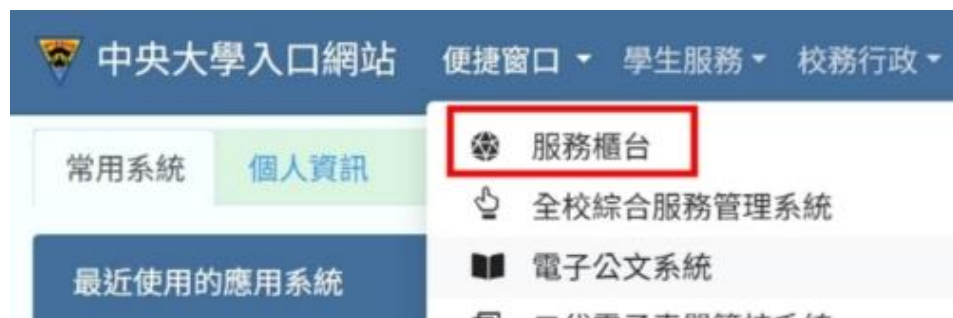 中央大學入口網站 便捷窗口 學生服務 校務行政
服務櫃台
常用系統 個人資訊
全校綜合服務管理系統
電子公文系統
最近使用的應用系統